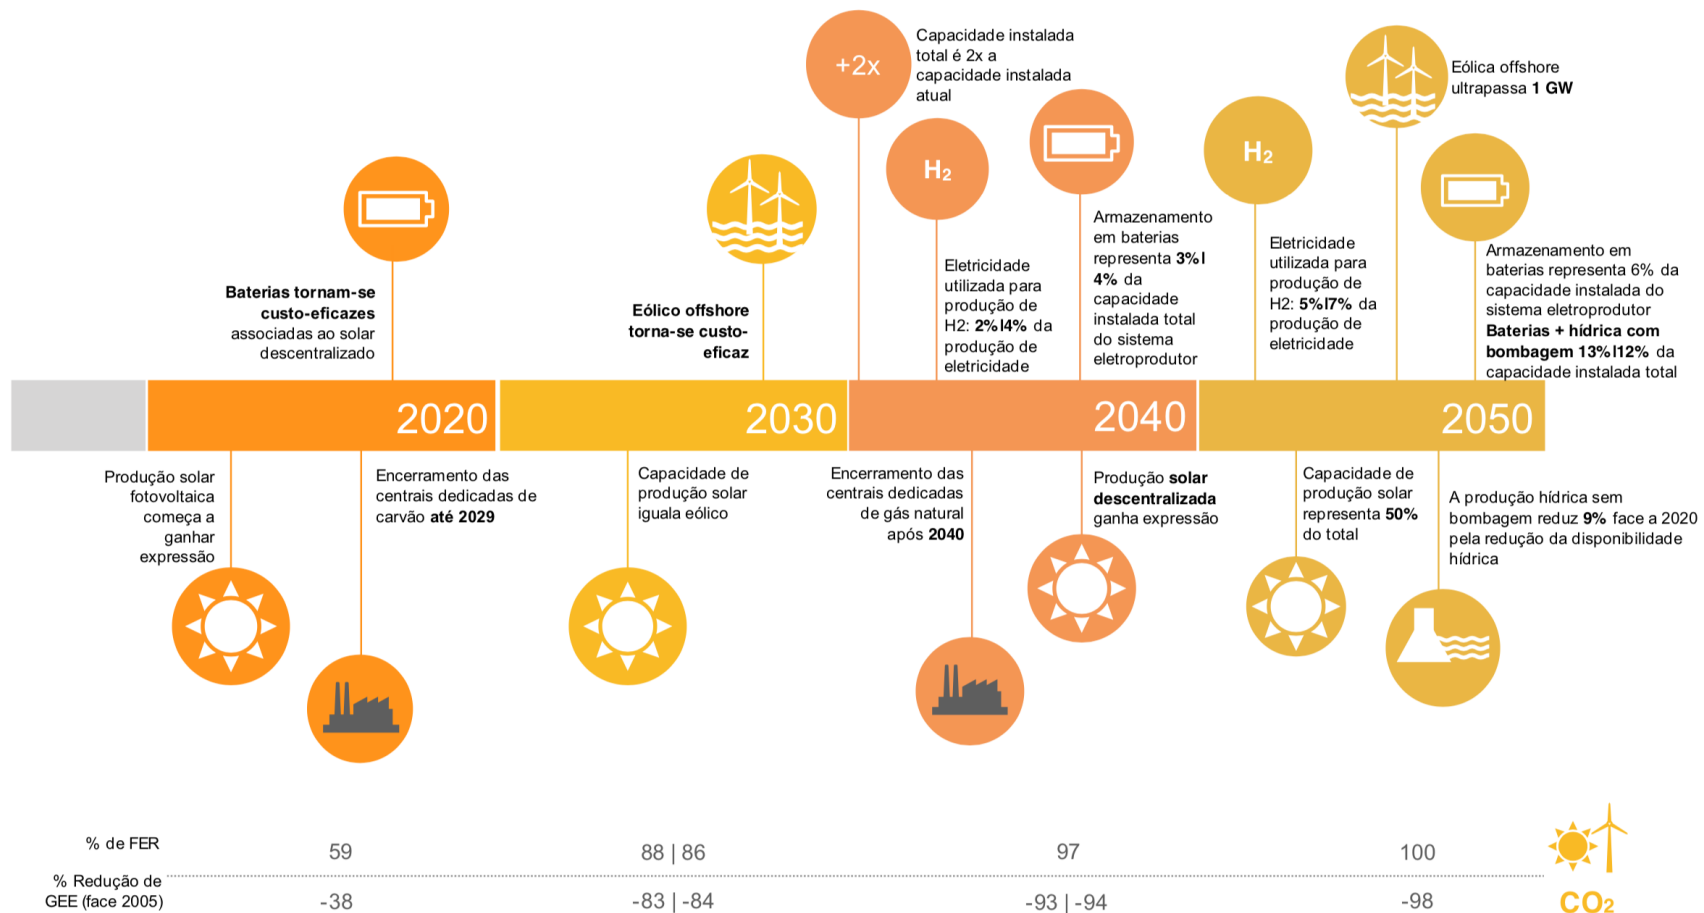 +2x
Capacidade instalada
total é 2x a
capacidade instalada
atual
H₂
Eólica offshore
ultrapassa 1 GW
H₂
Baterias tornam-se
custo-eficazes
associadas ao solar
descentralizado
Eólico offshore
torna-se custo-
eficaz
Eletricidade
utilizada para
produção de
H2: 2%|4% da
produção de
eletricidade
Armazenamento
em baterias
representa 3%|
4% da
capacidade
instalada total
do sistema
eletroprodutor
Eletricidade
utilizada para
produção de
H2: 5%|7% da
produção de
eletricidade
Armazenamento em
baterias representa 6% da
capacidade instalada do
sistema eletroprodutor
Baterias + hídrica com
bombagem 13%|12% da
capacidade instalada total
2020
2030
2040
2050
Produção solar
fotovoltaica
começa a
ganhar
expressão
Encerramento das
centrais dedicadas de
carvão até 2029
Capacidade de
produção solar
iguala eólico
Encerramento das
centrais dedicadas
de gás natural
após 2040
Produção solar
descentralizada
ganha expressão
Capacidade de
produção solar
representa 50%
do total
A produção hídrica sem
bombagem reduz 9% face a 2020
pela redução da disponibilidade
hídrica
% de FER
59
88 | 86
97
100
% Redução de
GEE (face 2005)
-38
-83 | -84
-93 | -94
-98
CO₂